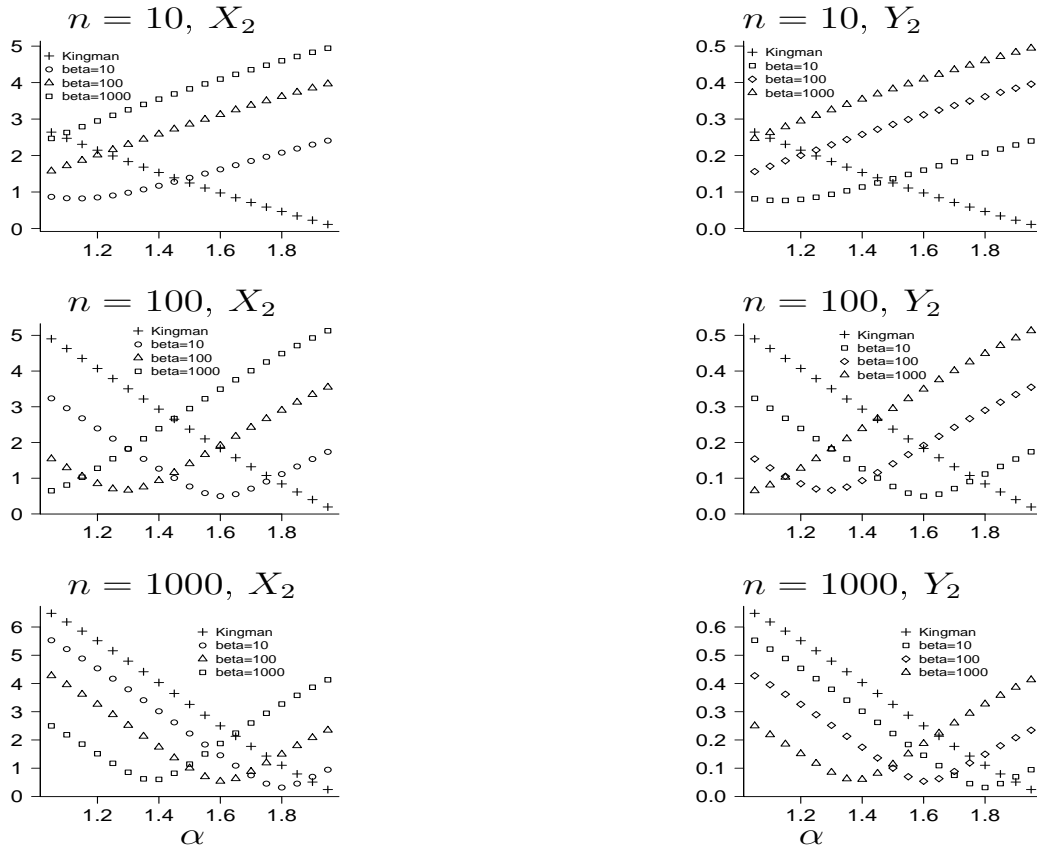 n = 10, X₂
5
4
3
2
1
0
+ Kingman
○ beta=10
△ beta=100
□ beta=1000
1.2 1.4 1.6 1.8
n = 10, Y₂
0.5
0.4
0.3
0.2
0.1
0.0
+ Kingman
□ beta=10
◇ beta=100
△ beta=1000
1.2 1.4 1.6 1.8
n = 100, X₂
5
4
3
2
1
0
+ Kingman
○ beta=10
△ beta=100
□ beta=1000
1.2 1.4 1.6 1.8
n = 100, Y₂
0.5
0.4
0.3
0.2
0.1
0.0
+ Kingman
□ beta=10
◇ beta=100
△ beta=1000
1.2 1.4 1.6 1.8
n = 1000, X₂
6
5
4
3
2
1
0
+ Kingman
○ beta=10
△ beta=100
□ beta=1000
1.2 1.4 1.6 1.8
α
n = 1000, Y₂
0.6
0.5
0.4
0.3
0.2
0.1
0.0
+ Kingman
□ beta=10
◇ beta=100
△ beta=1000
1.2 1.4 1.6 1.8
α